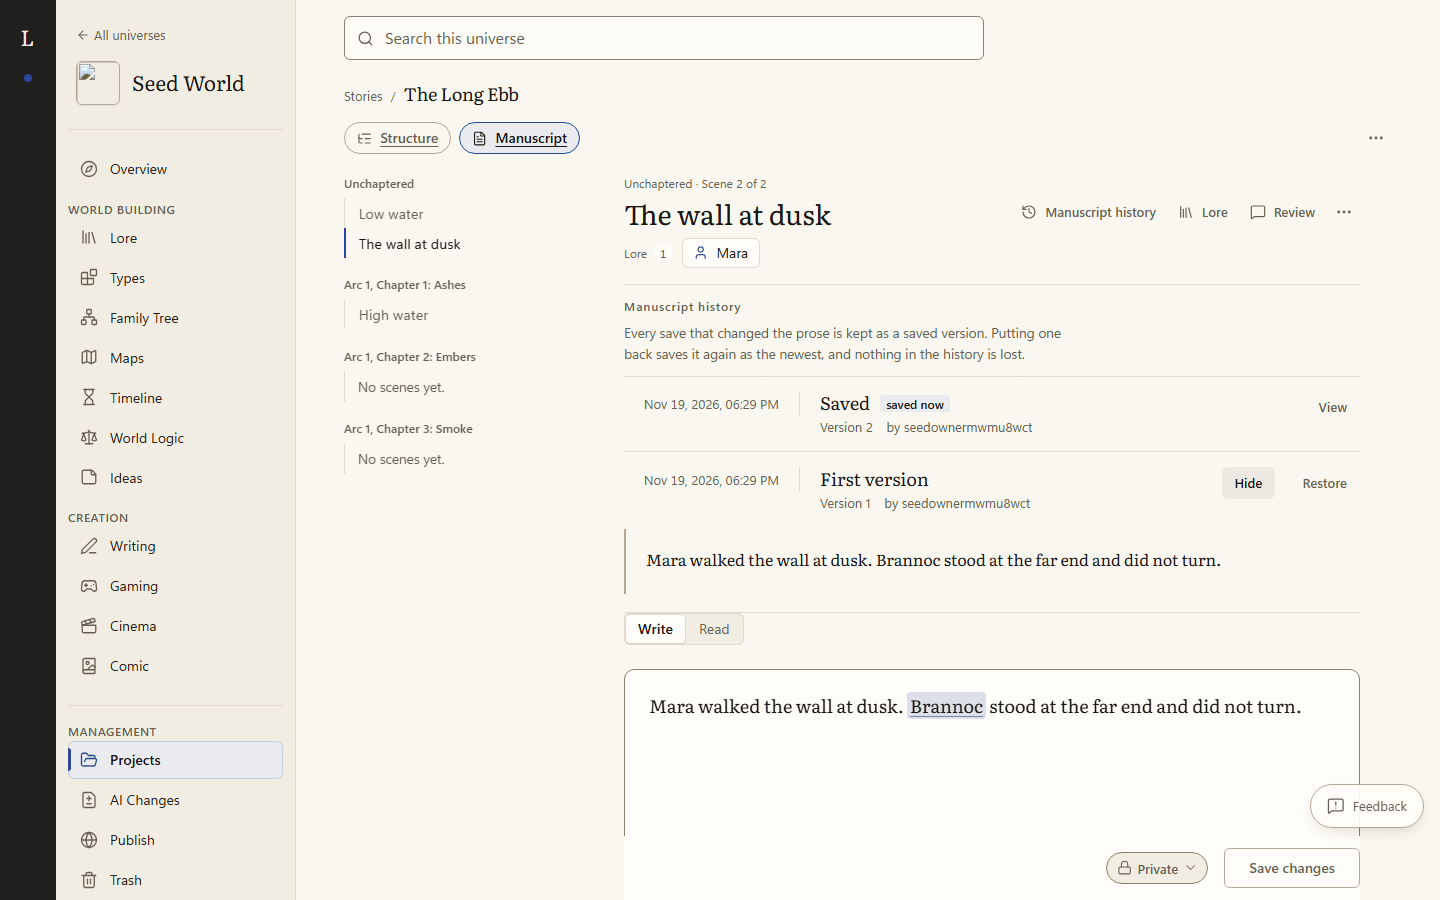 L
All universes
Seed World
Overview
WORLD BUILDING
Lore
Types
Family Tree
Maps
Timeline
World Logic
Ideas
CREATION
Writing
Gaming
Cinema
Comic
MANAGEMENT
Projects
AI Changes
Publish
Trash
Search this universe
Stories / The Long Ebb
Structure
Manuscript
Unchaptered
Low water
The wall at dusk
Arc 1, Chapter 1: Ashes
High water
Arc 1, Chapter 2: Embers
No scenes yet.
Arc 1, Chapter 3: Smoke
No scenes yet.
Unchaptered · Scene 2 of 2
The wall at dusk
Manuscript history
Lore
Review
Lore 1 Mara
Manuscript history
Every save that changed the prose is kept as a saved version. Putting one
back saves it again as the newest, and nothing in the history is lost.
Nov 19, 2026, 06:29 PM
Saved saved now
Version 2 by seedownermwmu8wct
View
Nov 19, 2026, 06:29 PM
First version
Version 1 by seedownermwmu8wct
Hide
Restore
Mara walked the wall at dusk. Brannoc stood at the far end and did not turn.
Write Read
Mara walked the wall at dusk. Brannoc stood at the far end and did not turn.
Feedback
Private
Save changes